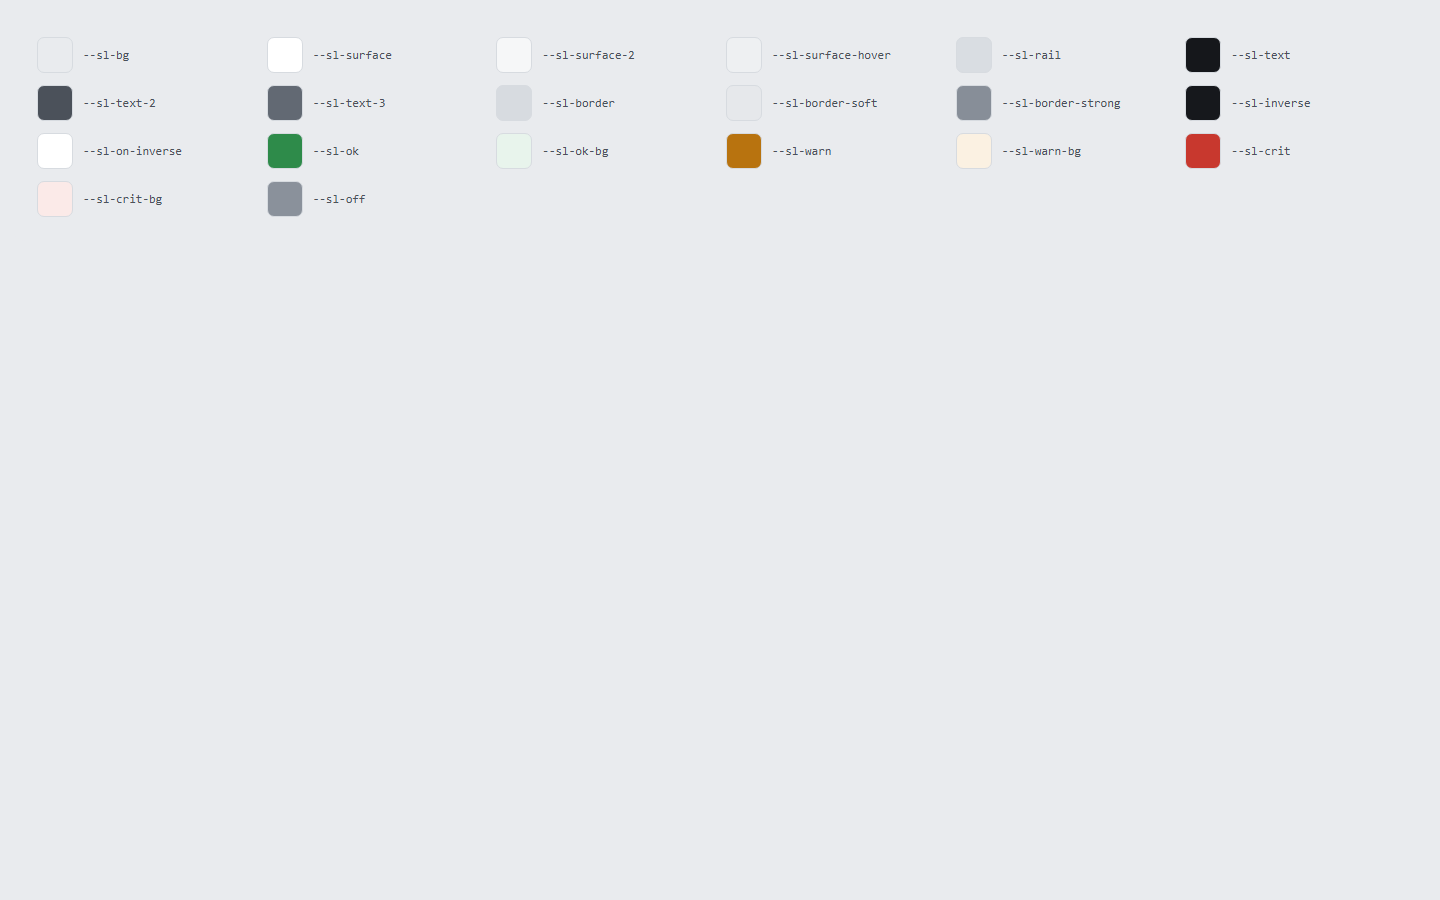 --sl-bg --sl-surface --sl-surface-2 --sl-surface-hover --sl-rail --sl-text
--sl-text-2 --sl-text-3 --sl-border --sl-border-soft --sl-border-strong --sl-inverse
--sl-on-inverse --sl-ok --sl-ok-bg --sl-warn --sl-warn-bg --sl-crit
--sl-crit-bg --sl-off